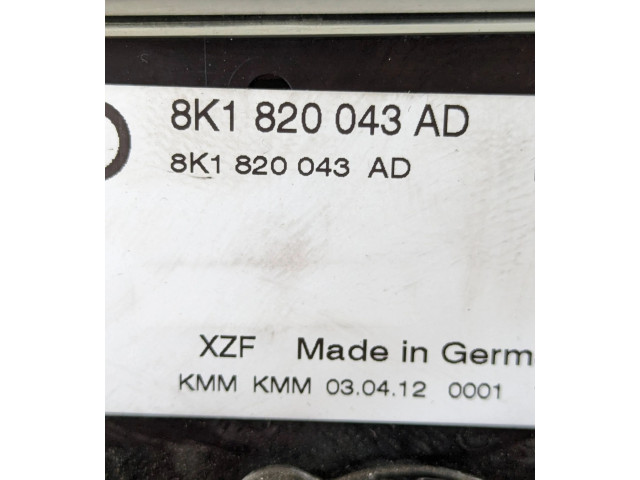 8K1 820 043 AD
8K1 820 043 AD
XZF Made in Germ
KMM KMM 03.04.12 0001